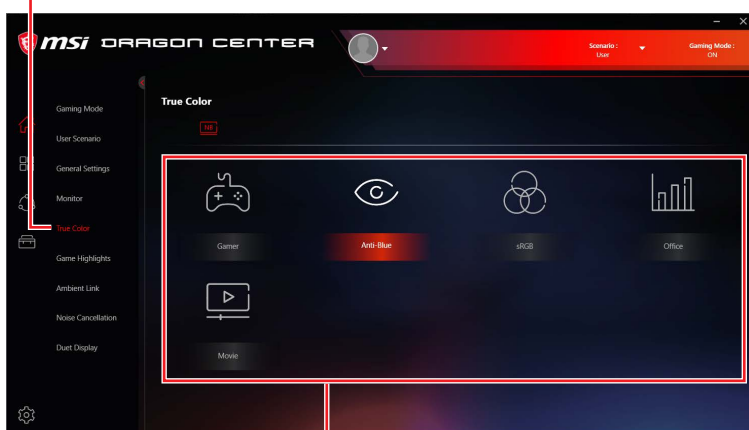 msi DRAGON CENTER
Scenario :
User
Gaming Mode :
ON
True Color
NB
Gaming Mode
User Scenario
General Settings
Monitor
True Color
Game Highlights
Ambient Link
Noise Cancellation
Duet Display
Gamer
Anti-Blue
sRGB
Office
Movie